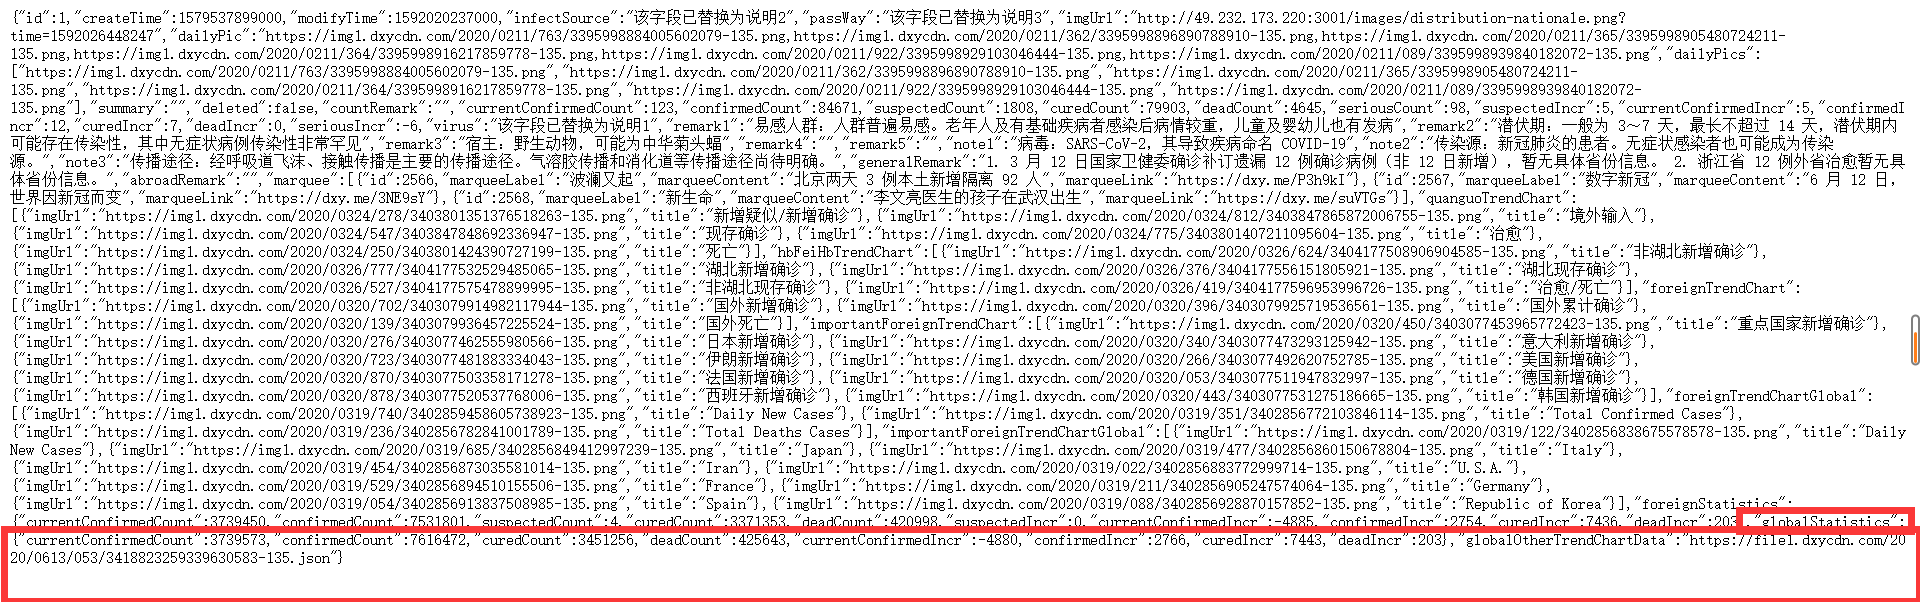 {"id":1,"createTime":1579537899000,"modifyTime":1592020237000,"infectSource":"该字段已替换为说明2","passWay":"该字段已替换为说明3","imgUrl":"http://49.232.173.220:3001/images/distribution-nationale.png?
time=1592026448247","dailyPic":"https://img1.dxycdn.com/2020/0211/763/3395998884005602079-135.png,https://img1.dxycdn.com/2020/0211/362/3395998896890788910-135.png,https://img1.dxycdn.com/2020/0211/365/3395998905480724211-
135.png,https://img1.dxycdn.com/2020/0211/364/3395998916217859778-135.png,https://img1.dxycdn.com/2020/0211/922/3395998929103046444-135.png,https://img1.dxycdn.com/2020/0211/089/3395998939840182072-135.png","dailyPics":
["https://img1.dxycdn.com/2020/0211/763/3395998884005602079-135.png","https://img1.dxycdn.com/2020/0211/362/3395998896890788910-135.png","https://img1.dxycdn.com/2020/0211/365/3395998905480724211-
135.png","https://img1.dxycdn.com/2020/0211/364/3395998916217859778-135.png","https://img1.dxycdn.com/2020/0211/922/3395998929103046444-135.png","https://img1.dxycdn.com/2020/0211/089/3395998939840182072-
135.png"],"summary":"","deleted":false,"countRemark":"","currentConfirmedCount":123,"confirmedCount":84671,"suspectedCount":1808,"curedCount":79903,"deadCount":4645,"seriousCount":98,"suspectedIncr":5,"currentConfirmedIncr":5,"confirmedI
ncr":12,"curedIncr":7,"deadIncr":0,"seriousIncr":-6,"virus":"该字段已替换为说明1","remark1":"易感人群：人群普遍易感。老年人及有基础疾病者感染后病情较重，儿童及婴幼儿也有发病","remark2":"潜伏期：一般为 3～7 天，最长不超过 14 天，潜伏期内
可能存在传染性，其中无症状病例传染性非常罕见","remark3":"宿主：野生动物，可能为中华菊头蝠","remark4":"","remark5":"","note1":"病毒：SARS-CoV-2，其导致疾病命名 COVID-19","note2":"传染源：新冠肺炎的患者。无症状感染者也可能成为传染
源。","note3":"传播途径：经呼吸道飞沫、接触传播是主要的传播途径。气溶胶传播和消化道等传播途径尚待明确。","generalRemark":"1. 3 月 12 日国家卫健委确诊补订遗漏 12 例确诊病例（非 12 日新增），暂无具体省份信息。 2. 浙江省 12 例外省治愈暂无具
体省份信息。","abroadRemark":"","marquee":[{"id":2566,"marqueeLabel":"波澜又起","marqueeContent":"北京两天 3 例本土新增隔离 92 人","marqueeLink":"https://dxy.me/P3h9kI"},{"id":2567,"marqueeLabel":"数字新冠","marqueeContent":"6 月 12 日，
世界因新冠而变","marqueeLink":"https://dxy.me/3NE9sY"},{"id":2568,"marqueeLabel":"新生命","marqueeContent":"李文亮医生的孩子在武汉出生","marqueeLink":"https://dxy.me/suVTGs"}],"quanguoTrendChart":
[{"imgUrl":"https://img1.dxycdn.com/2020/0324/278/3403801351376518263-135.png","title":"新增疑似/新增确诊"},{"imgUrl":"https://img1.dxycdn.com/2020/0324/812/3403847865872006755-135.png","title":"境外输入"},
{"imgUrl":"https://img1.dxycdn.com/2020/0324/547/3403847848692336947-135.png","title":"现存确诊"},{"imgUrl":"https://img1.dxycdn.com/2020/0324/775/3403801407211095604-135.png","title":"治愈"},
{"imgUrl":"https://img1.dxycdn.com/2020/0324/250/3403801424390727199-135.png","title":"死亡"}],"hbFeiHbTrendChart":[{"imgUrl":"https://img1.dxycdn.com/2020/0326/624/3404177508906904585-135.png","title":"非湖北新增确诊"},
{"imgUrl":"https://img1.dxycdn.com/2020/0326/777/3404177532529485065-135.png","title":"湖北新增确诊"},{"imgUrl":"https://img1.dxycdn.com/2020/0326/376/3404177556151805921-135.png","title":"湖北现存确诊"},
{"imgUrl":"https://img1.dxycdn.com/2020/0326/527/3404177575478899995-135.png","title":"非湖北现存确诊"},{"imgUrl":"https://img1.dxycdn.com/2020/0326/419/3404177596953996726-135.png","title":"治愈/死亡"}],"foreignTrendChart":
[{"imgUrl":"https://img1.dxycdn.com/2020/0320/702/3403079914982117944-135.png","title":"国外新增确诊"},{"imgUrl":"https://img1.dxycdn.com/2020/0320/396/3403079925719536561-135.png","title":"国外累计确诊"},
{"imgUrl":"https://img1.dxycdn.com/2020/0320/139/3403079936457225524-135.png","title":"国外死亡"}],"importantForeignTrendChart":[{"imgUrl":"https://img1.dxycdn.com/2020/0320/450/3403077453965772423-135.png","title":"重点国家新增确诊"},
{"imgUrl":"https://img1.dxycdn.com/2020/0320/276/3403077462555980566-135.png","title":"日本新增确诊"},{"imgUrl":"https://img1.dxycdn.com/2020/0320/340/3403077473293125942-135.png","title":"意大利新增确诊"},
{"imgUrl":"https://img1.dxycdn.com/2020/0320/723/3403077481883334043-135.png","title":"伊朗新增确诊"},{"imgUrl":"https://img1.dxycdn.com/2020/0320/266/3403077492620752785-135.png","title":"美国新增确诊"},
{"imgUrl":"https://img1.dxycdn.com/2020/0320/870/3403077503358171278-135.png","title":"法国新增确诊"},{"imgUrl":"https://img1.dxycdn.com/2020/0320/053/3403077511947832997-135.png","title":"德国新增确诊"},
{"imgUrl":"https://img1.dxycdn.com/2020/0320/878/3403077520537768006-135.png","title":"西班牙新增确诊"},{"imgUrl":"https://img1.dxycdn.com/2020/0320/443/3403077531275186665-135.png","title":"韩国新增确诊"}],"foreignTrendChartGlobal":
[{"imgUrl":"https://img1.dxycdn.com/2020/0319/740/3402859458605738923-135.png","title":"Daily New Cases"},{"imgUrl":"https://img1.dxycdn.com/2020/0319/351/3402856772103846114-135.png","title":"Total Confirmed Cases"},
{"imgUrl":"https://img1.dxycdn.com/2020/0319/236/3402856782841001789-135.png","title":"Total Deaths Cases"}],"importantForeignTrendChartGlobal":[{"imgUrl":"https://img1.dxycdn.com/2020/0319/122/3402856838675578578-135.png","title":"Daily
New Cases"},{"imgUrl":"https://img1.dxycdn.com/2020/0319/685/3402856849412997239-135.png","title":"Japan"},{"imgUrl":"https://img1.dxycdn.com/2020/0319/477/3402856860150678804-135.png","title":"Italy"},
{"imgUrl":"https://img1.dxycdn.com/2020/0319/454/3402856873035581014-135.png","title":"Iran"},{"imgUrl":"https://img1.dxycdn.com/2020/0319/022/3402856883772999714-135.png","title":"U.S.A."},
{"imgUrl":"https://img1.dxycdn.com/2020/0319/529/3402856894510155506-135.png","title":"France"},{"imgUrl":"https://img1.dxycdn.com/2020/0319/211/3402856905247574064-135.png","title":"Germany"},
{"imgUrl":"https://img1.dxycdn.com/2020/0319/054/3402856913837508985-135.png","title":"Spain"},{"imgUrl":"https://img1.dxycdn.com/2020/0319/088/3402856928870157852-135.png","title":"Republic of Korea"}],"foreignStatistics":
{"currentConfirmedCount":3739450,"confirmedCount":7531801,"suspectedCount":4,"curedCount":3371353,"deadCount":420998,"suspectedIncr":0,"currentConfirmedIncr":-4885,"confirmedIncr":2754,"curedIncr":7436,"deadIncr":203},"globalStatistics":
{"currentConfirmedCount":3739573,"confirmedCount":7616472,"curedCount":3451256,"deadCount":425643,"currentConfirmedIncr":-4880,"confirmedIncr":2766,"curedIncr":7443,"deadIncr":203},"globalOtherTrendChartData":"https://file1.dxycdn.com/20
20/0613/053/3418823259339630583-135.json"}